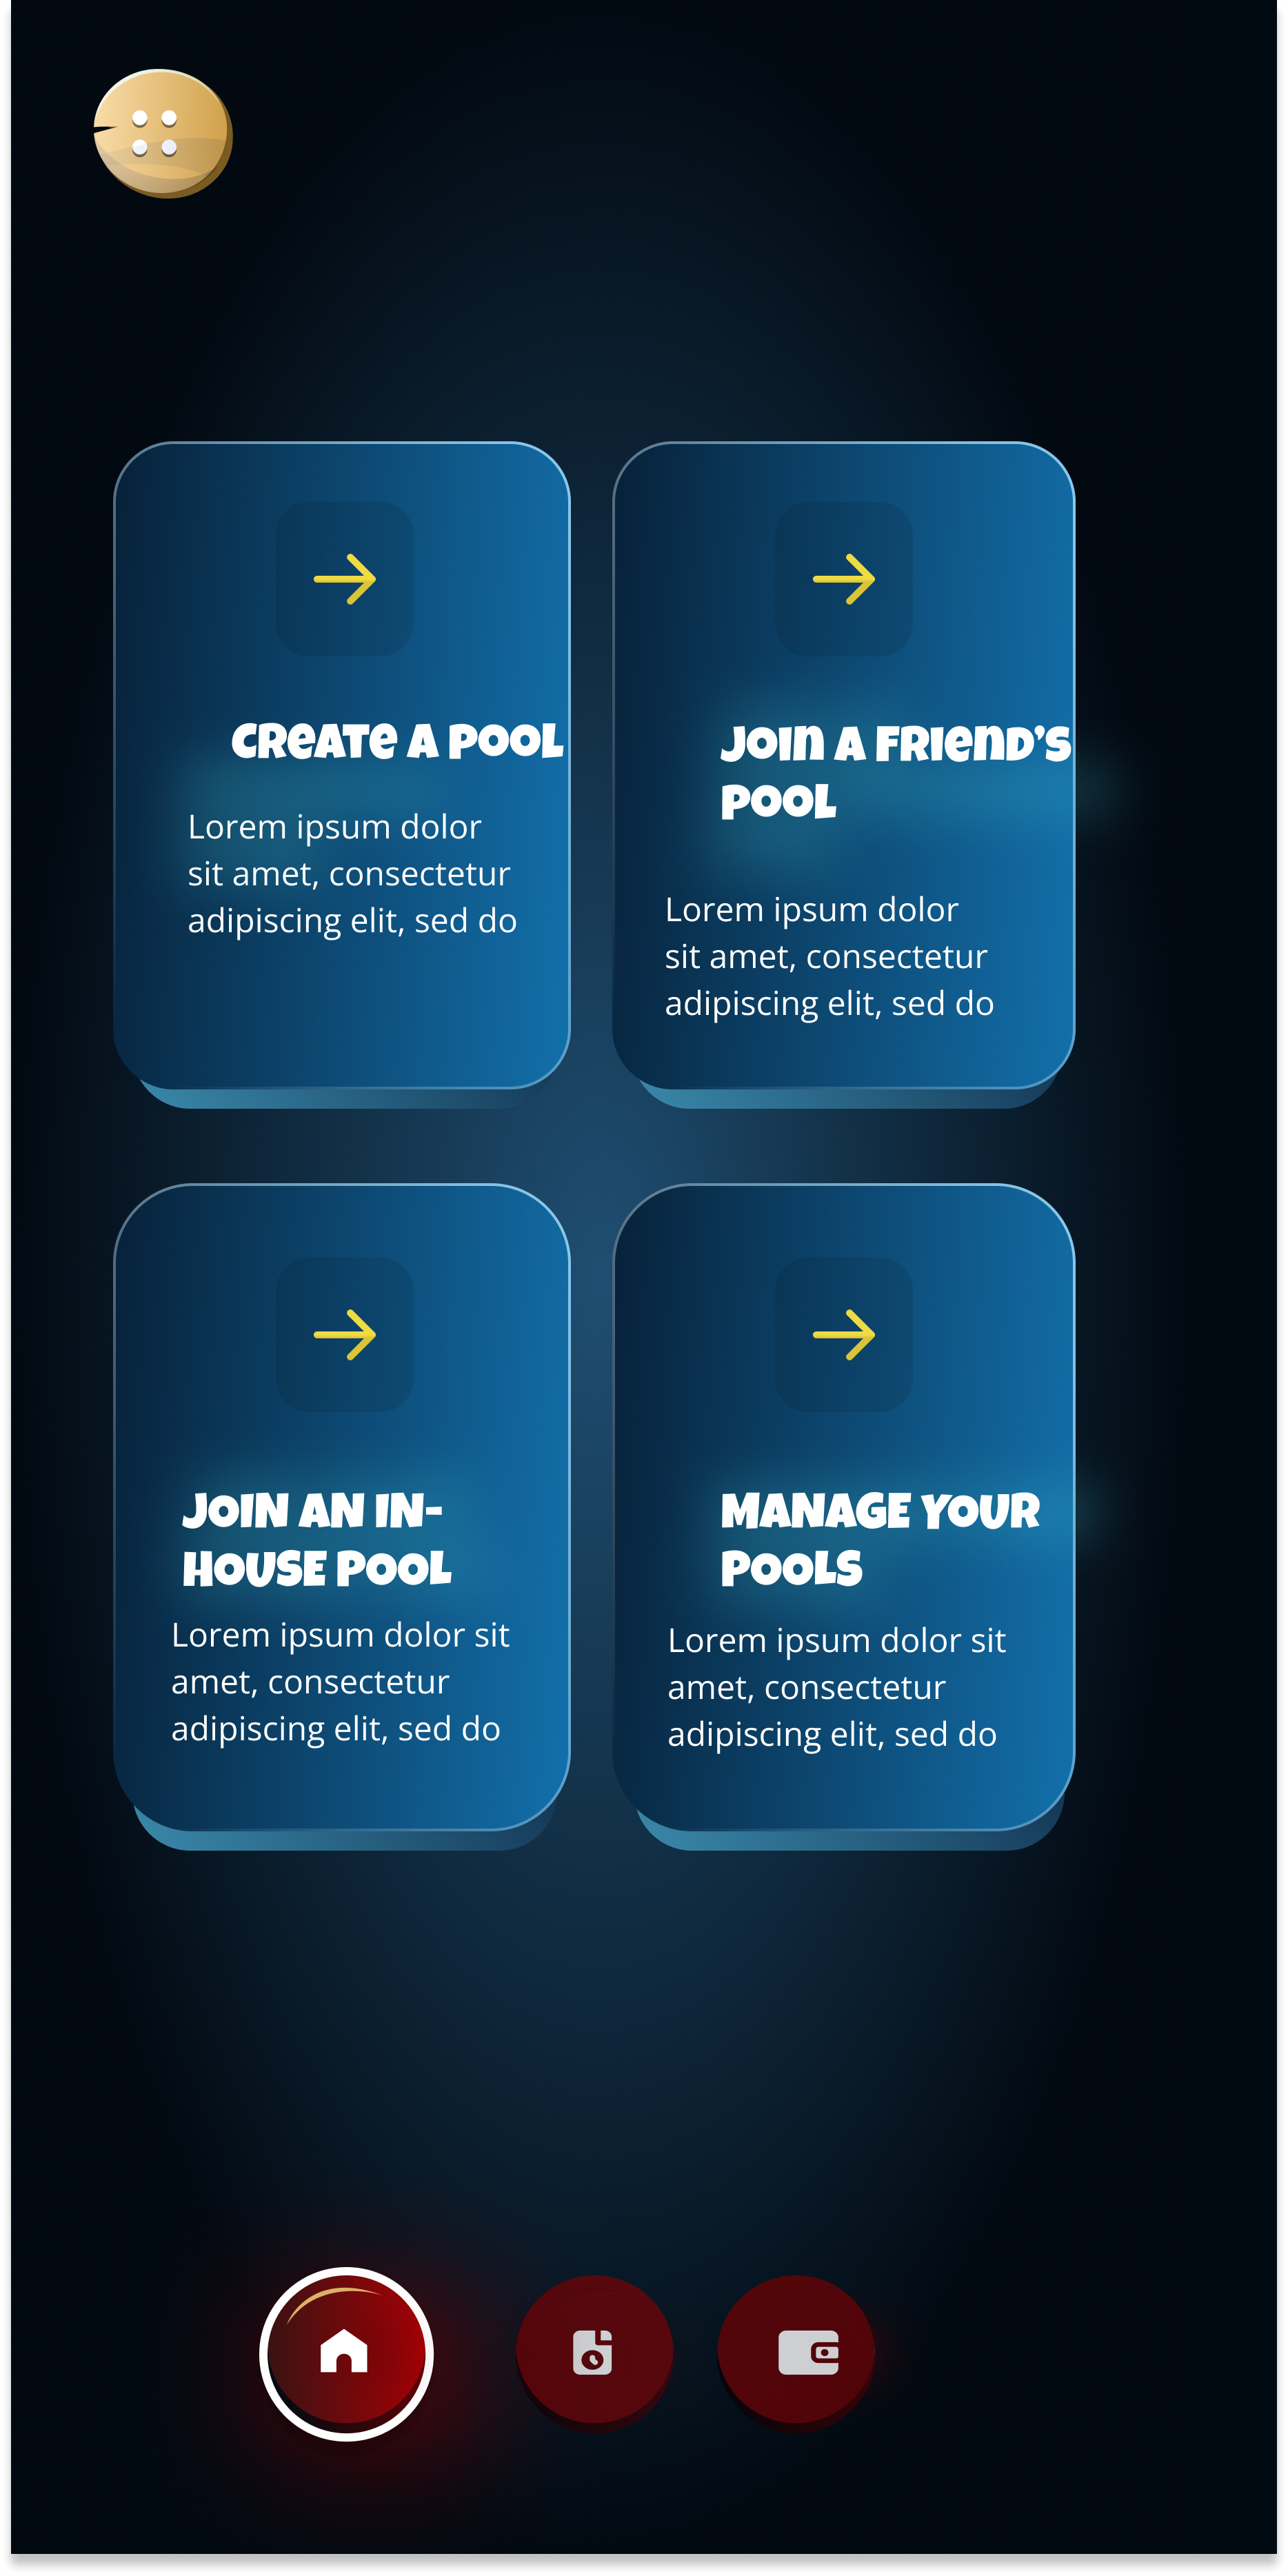 CReATe A POOL
Lorem ipsum dolor
sit amet, consectetur
adipiscing elit, sed do
JOIn A FRIenD'S
POOL
Lorem ipsum dolor
sit amet, consectetur
adipiscing elit, sed do
JOIN AN IN-
HOUSE POOL
Lorem ipsum dolor sit
amet, consectetur
adipiscing elit, sed do
MANAGE YOUR
POOLS
Lorem ipsum dolor sit
amet, consectetur
adipiscing elit, sed do